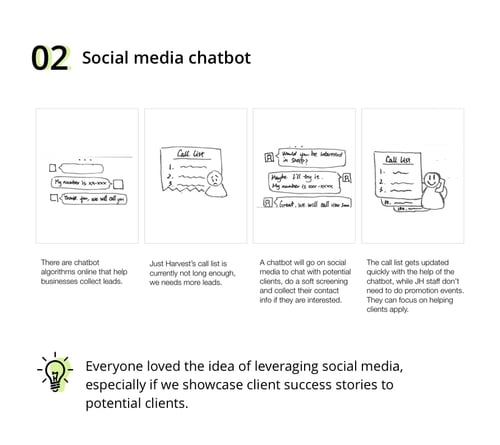 02 Social media chatbot
My number is xx-xxxx
Thank you, we will call you
Call List
1.
2.
3.
Would you be interested
in SNAP?
Maybe I'll try it.
My number is xxx-xxxx
Great, we will call you soon
Call List
1.
2.
3.
There are chatbot
algorithms online that help
businesses collect leads.
Just Harvest's call list is
currently not long enough,
we needs more leads.
A chatbot will go on social
media to chat with potential
clients, do a soft screening
and collect their contact
info if they are interested.
The call list gets updated
quickly with the help of the
chatbot, while JH staff don't
need to do promotion events.
They can focus on helping
clients apply.
Everyone loved the idea of leveraging social media,
especially if we showcase client success stories to
potential clients.